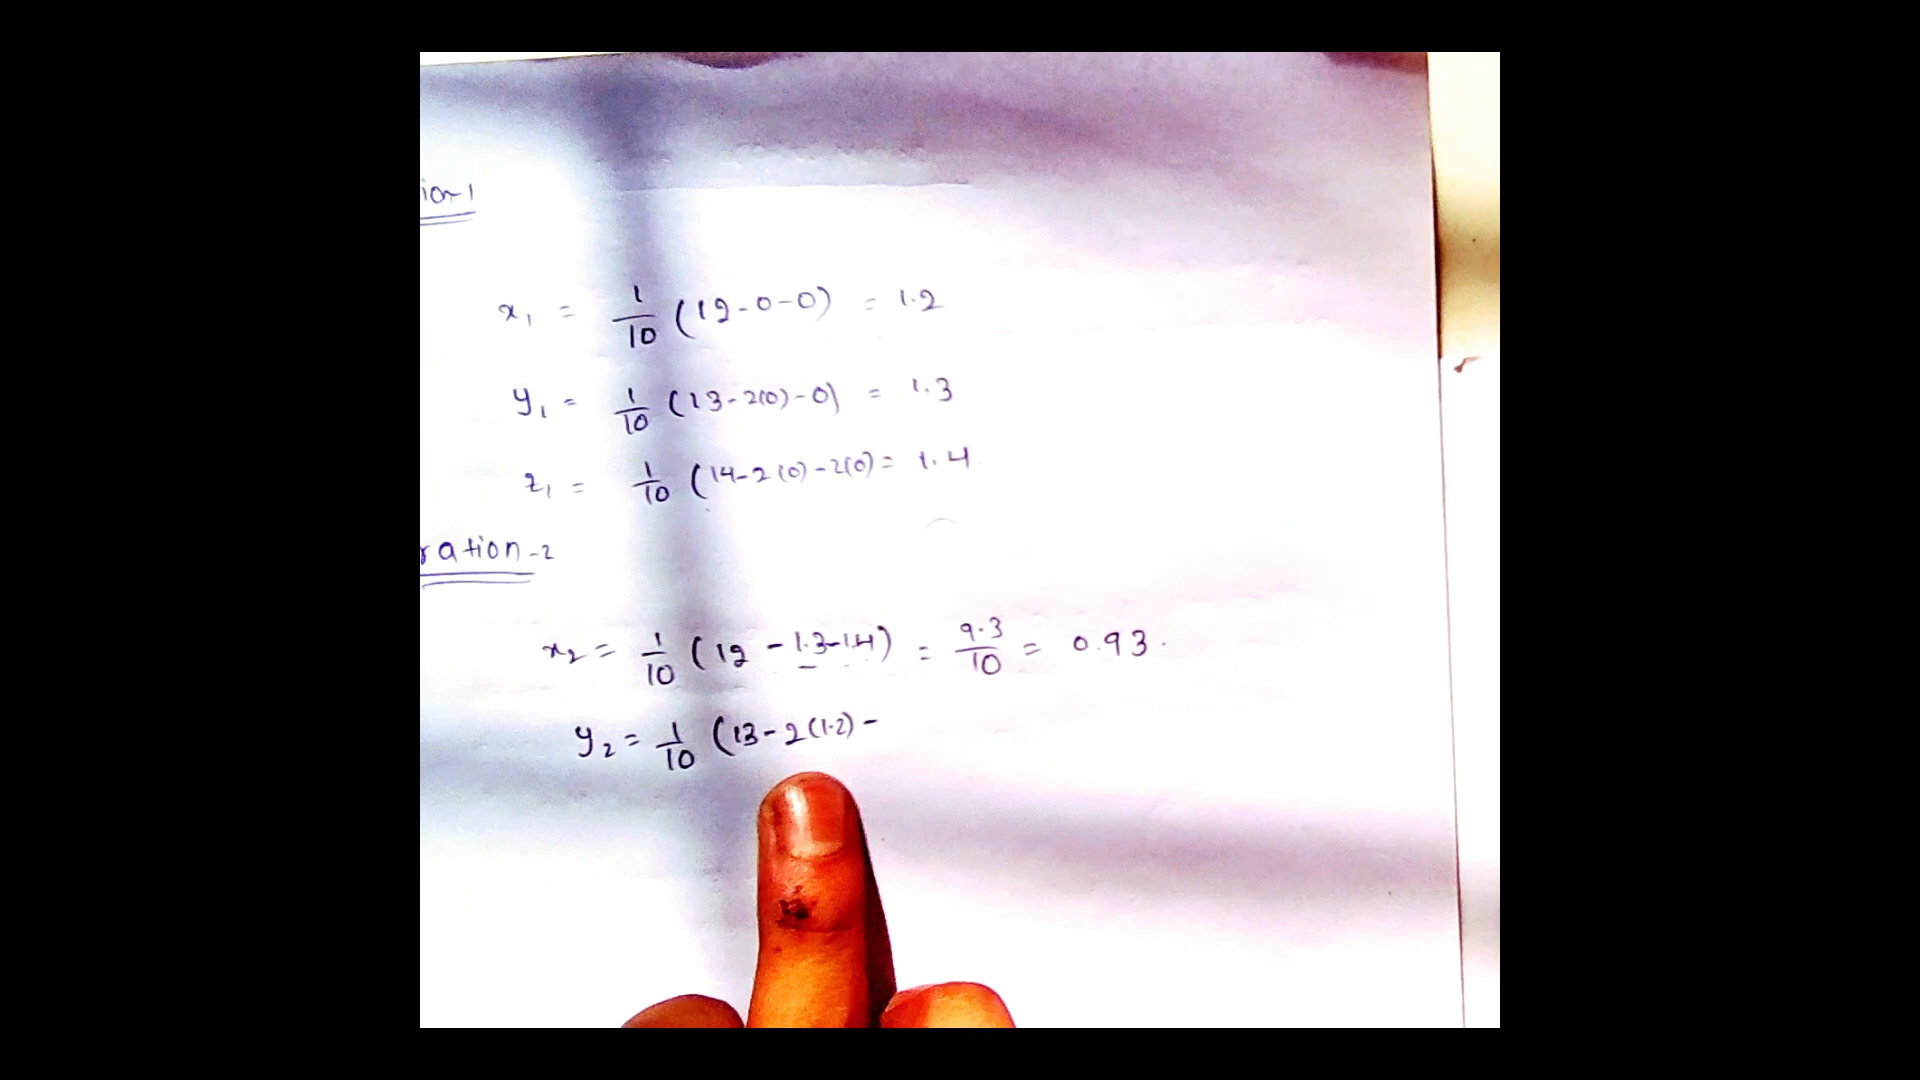 ion-1
x₁ = 1/10 (12-0-0) = 1.2
y₁ = 1/10 (13-2(0)-0) = 1.3
z₁ = 1/10 (14-2(0)-2(0) = 1.4
ration-2
x₂ = 1/10 (12 - 1.3-1.4) = 9.3/10 = 0.93.
y₂ = 1/10 (13-2(1.2) -